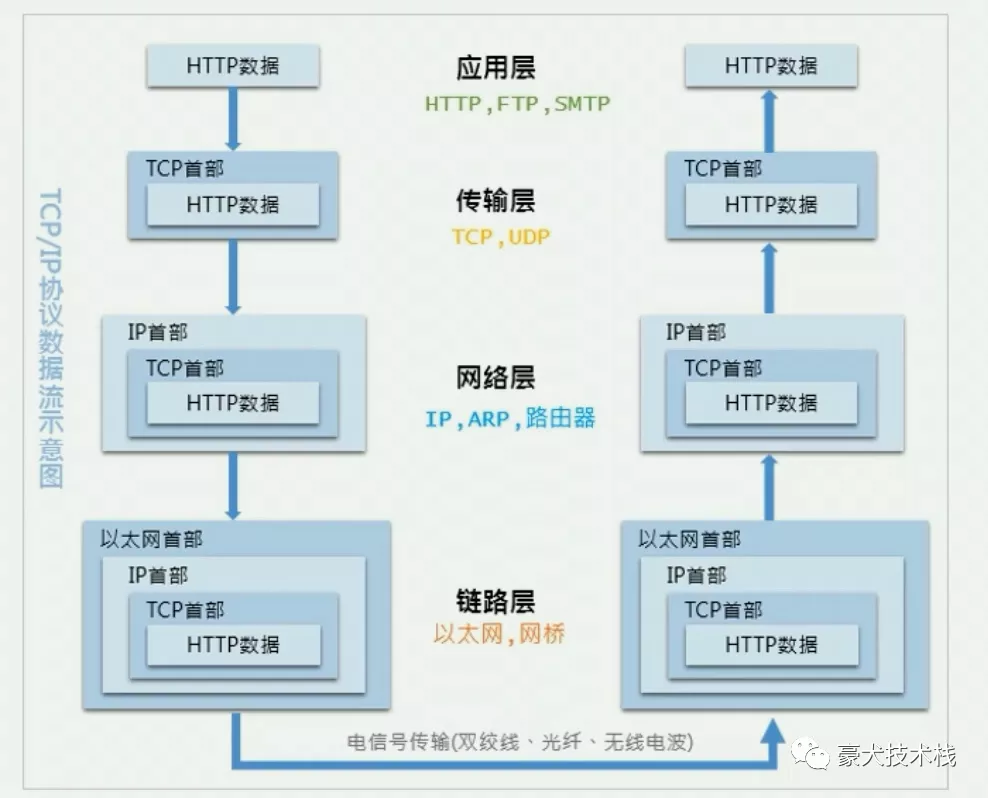 TCP/IP协议数据流示意图
HTTP数据
应用层
HTTP数据
HTTP,FTP,SMTP
TCP首部
HTTP数据
传输层
TCP,UDP
TCP首部
HTTP数据
IP首部
TCP首部
HTTP数据
网络层
IP,ARP,路由器
IP首部
TCP首部
HTTP数据
以太网首部
IP首部
TCP首部
HTTP数据
链路层
以太网,网桥
以太网首部
IP首部
TCP首部
HTTP数据
电信号传输(双绞线、光纤、无线电波)
豪犬技术栈